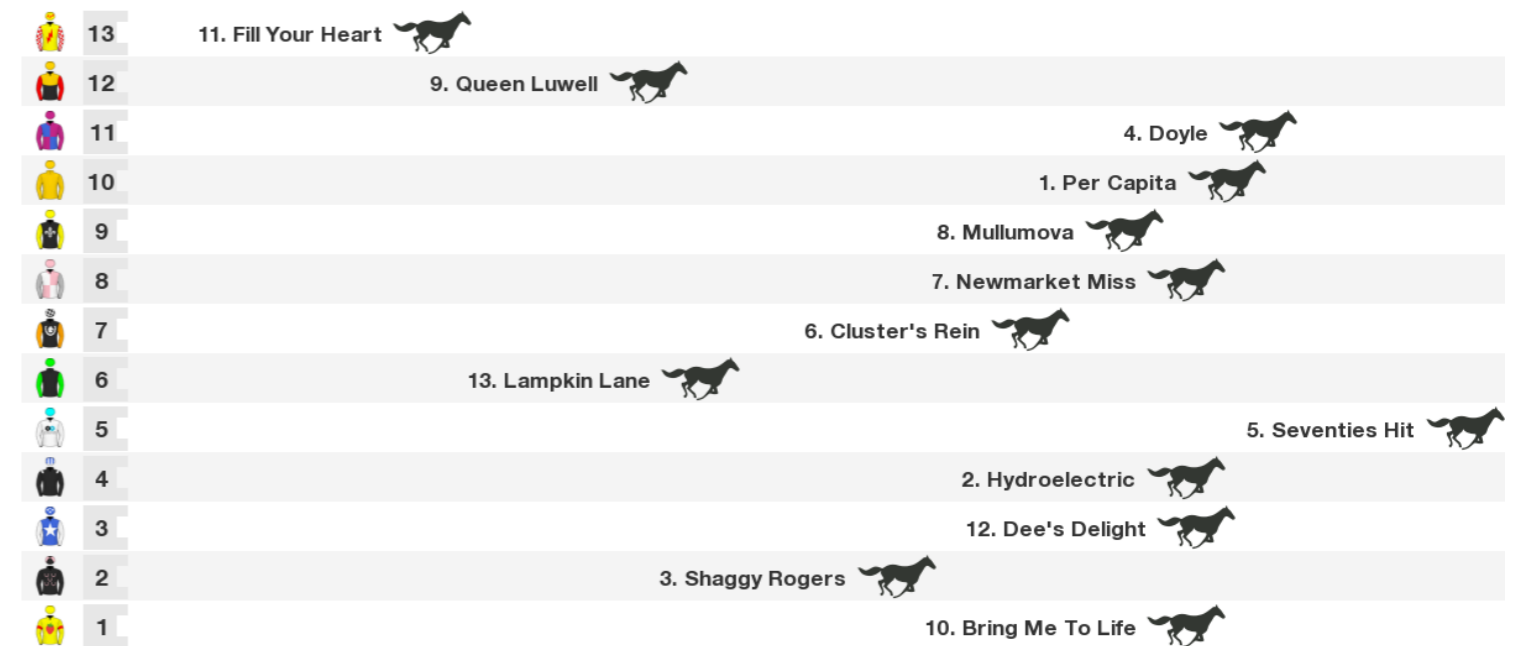 13 11. Fill Your Heart
12 9. Queen Luwell
11 4. Doyle
10 1. Per Capita
9 8. Mullumova
8 7. Newmarket Miss
7 6. Cluster's Rein
6 13. Lampkin Lane
5 5. Seventies Hit
4 2. Hydroelectric
3 12. Dee's Delight
2 3. Shaggy Rogers
1 10. Bring Me To Life